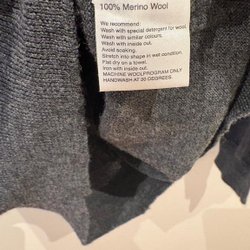 100% Merino Wool
We recommend:
Wash with special detergent for wool.
Wash with similar colours.
Wash with inside out.
Avoid soaking.
Stretch into shape in wet condition.
Flat dry on a towel.
Iron with inside out.
MACHINE WOOLPROGRAM ONLY
HANDWASH AT 30 DEGREES